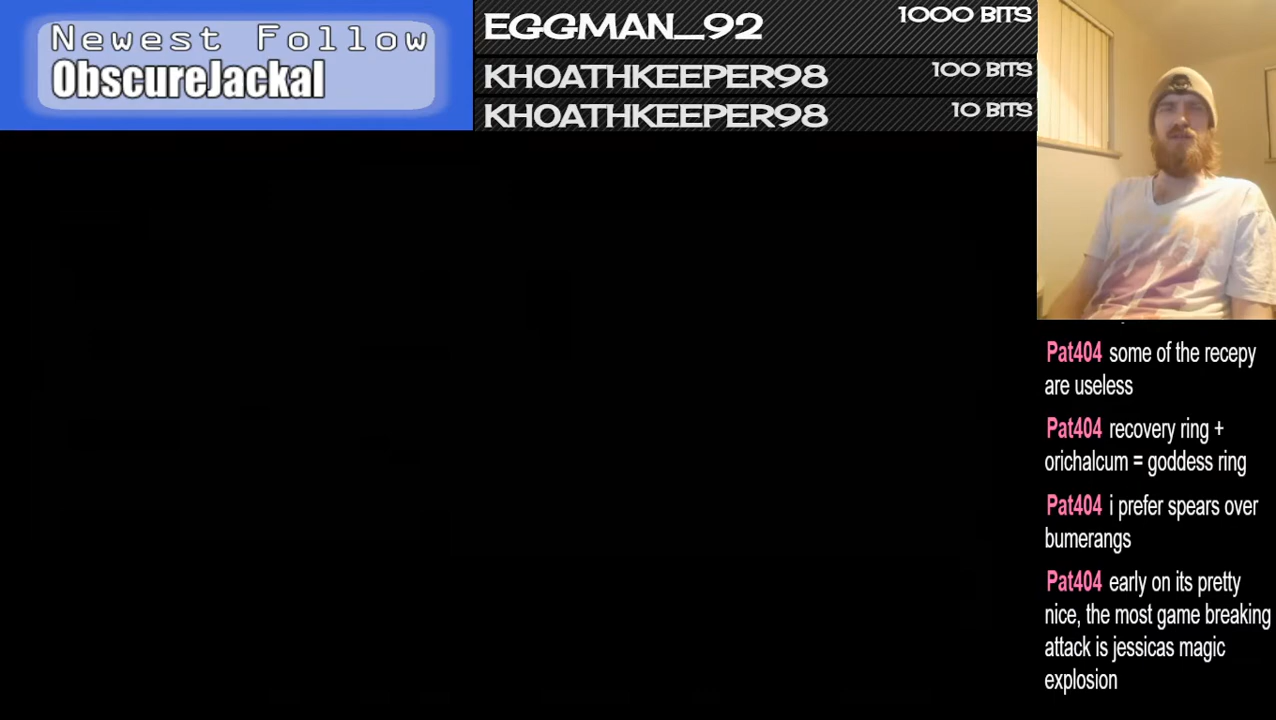 Newest Follow
ObscureJackal
EGGMAN_92 1000 BITS
KHOATHKEEPER98 100 BITS
KHOATHKEEPER98 10 BITS
Pat404 some of the recepy
are useless
Pat404 recovery ring +
orichalcum = goddess ring
Pat404 i prefer spears over
bumerangs
Pat404 early on its pretty
nice, the most game breaking
attack is jessicas magic
explosion